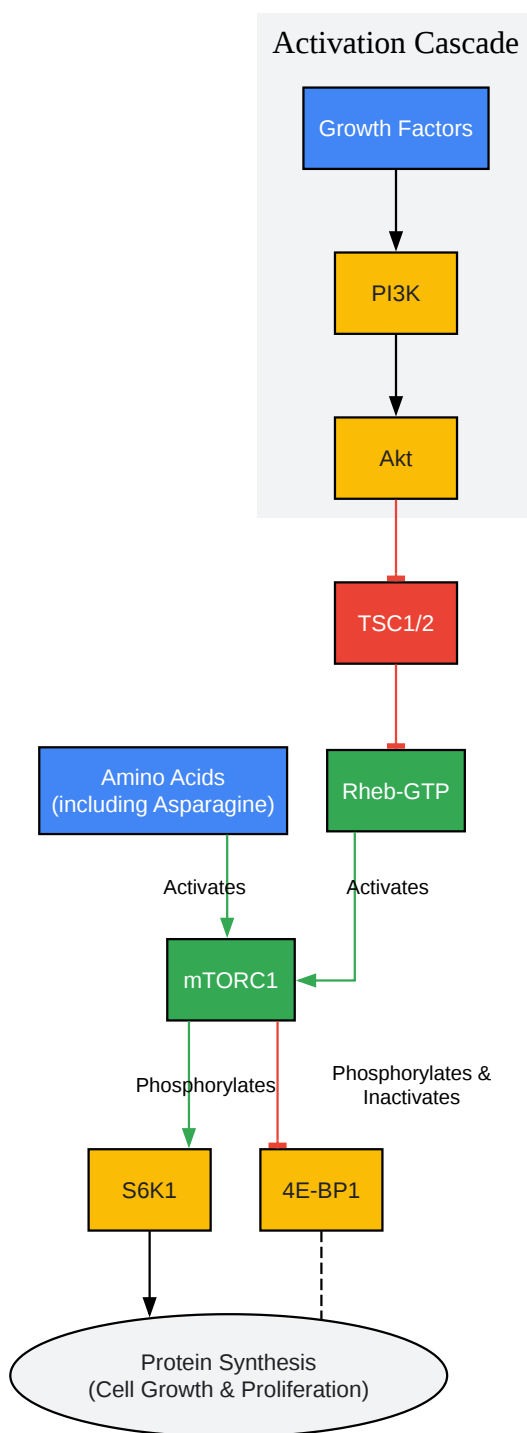 Activation Cascade
Growth Factors
PI3K
Akt
TSC1/2
Amino Acids
(including Asparagine)
Rheb-GTP
Activates
Activates
mTORC1
Phosphorylates
Phosphorylates &
Inactivates
S6K1
4E-BP1
Protein Synthesis
(Cell Growth & Proliferation)